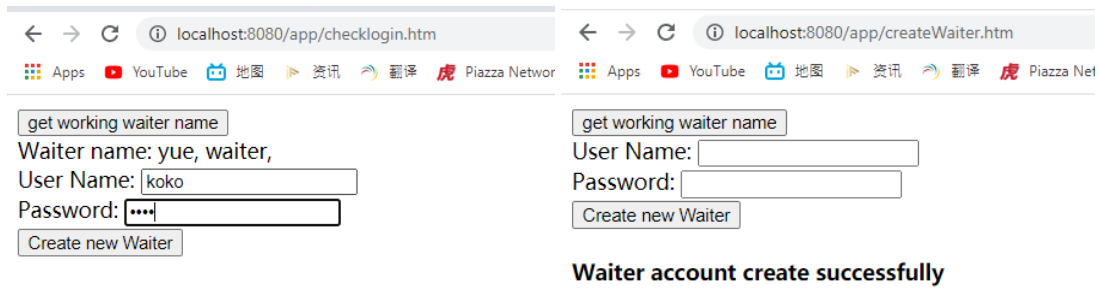 localhost:8080/app/checklogin.htm
Apps YouTube 地图 资讯 翻译 Piazza Networ
get working waiter name
Waiter name: yue, waiter,
User Name: koko
Password: ••••
Create new Waiter
localhost:8080/app/createWaiter.htm
Apps YouTube 地图 资讯 翻译 Piazza Net
get working waiter name
User Name:
Password:
Create new Waiter
Waiter account create successfully